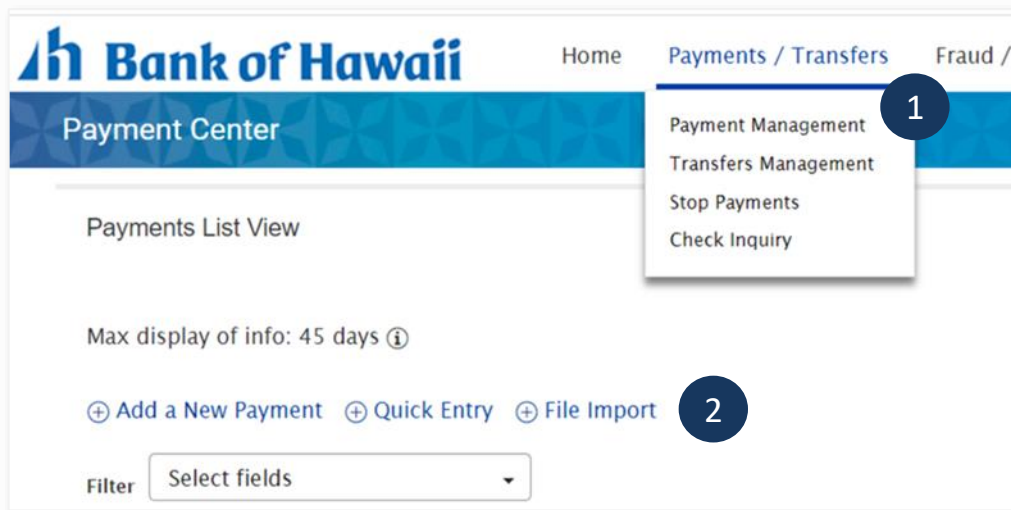 Bank of Hawaii
Home Payments / Transfers Fraud /
1
Payment Center
Payment Management
Transfers Management
Stop Payments
Check Inquiry
Payments List View
Max display of info: 45 days
Add a New Payment Quick Entry File Import
2
Filter Select fields